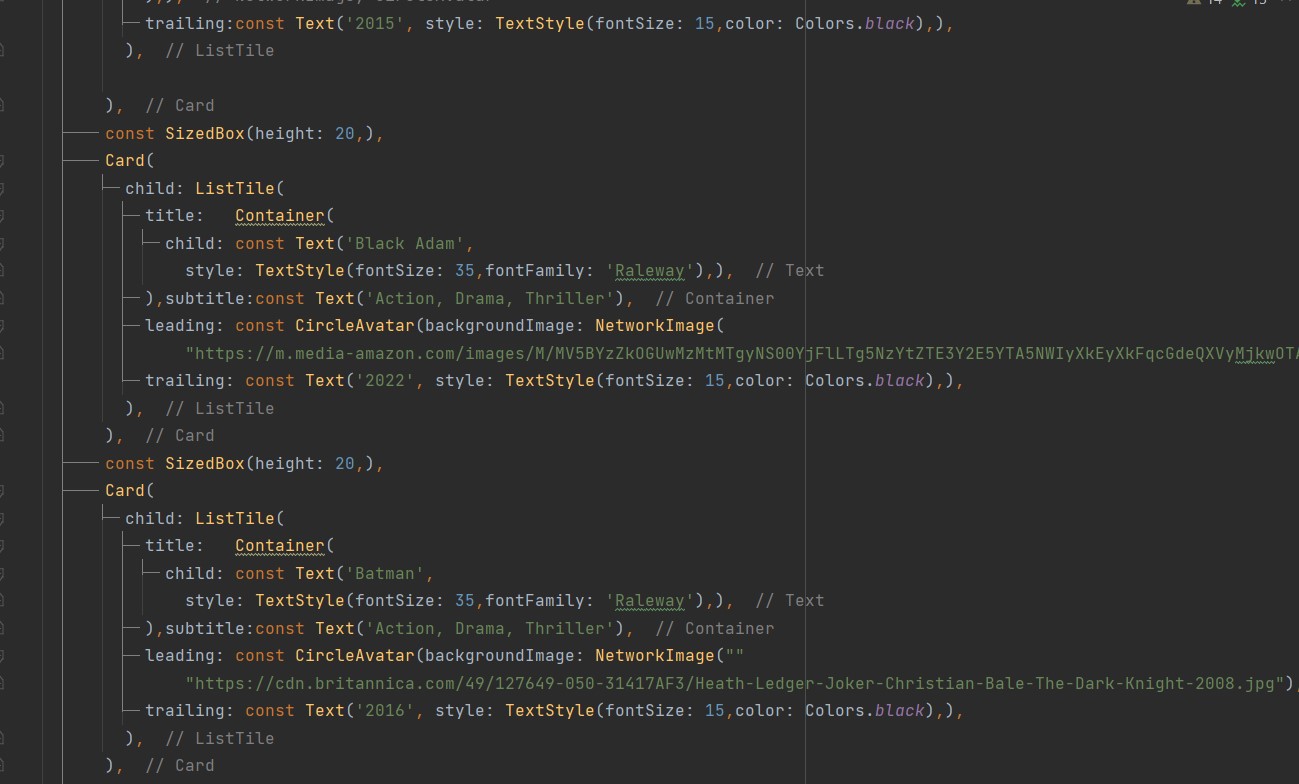 trailing:const Text('2015', style: TextStyle(fontSize: 15,color: Colors.black),),
), // ListTile
), // Card
const SizedBox(height: 20,),
Card(
child: ListTile(
title: Container(
child: const Text('Black Adam',
style: TextStyle(fontSize: 35,fontFamily: 'Raleway'),), // Text
),subtitle:const Text('Action, Drama, Thriller'), // Container
leading: const CircleAvatar(backgroundImage: NetworkImage(
"https://m.media-amazon.com/images/M/MV5BYzZkOGUwMzMtMTgyNS00YjFlLTg5NzYtZTE3Y2E5YTA5NWIyXkEyXkFqcGdeQXVyMjkwOTA
trailing: const Text('2022', style: TextStyle(fontSize: 15,color: Colors.black),),
), // ListTile
), // Card
const SizedBox(height: 20,),
Card(
child: ListTile(
title: Container(
child: const Text('Batman',
style: TextStyle(fontSize: 35,fontFamily: 'Raleway'),), // Text
),subtitle:const Text('Action, Drama, Thriller'), // Container
leading: const CircleAvatar(backgroundImage: NetworkImage(""
"https://cdn.britannica.com/49/127649-050-31417AF3/Heath-Ledger-Joker-Christian-Bale-The-Dark-Knight-2008.jpg"),
trailing: const Text('2016', style: TextStyle(fontSize: 15,color: Colors.black),),
), // ListTile
), // Card